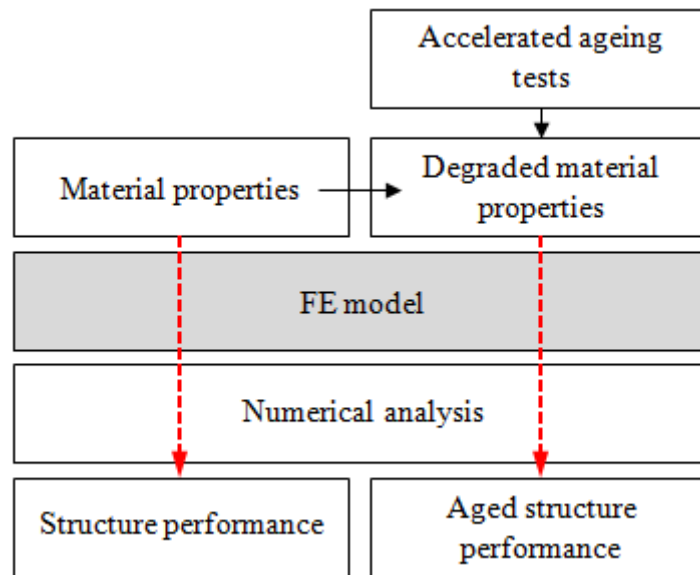 Accelerated ageing
tests
Material properties
Degraded material
properties
FE model
Numerical analysis
Structure performance
Aged structure
performance